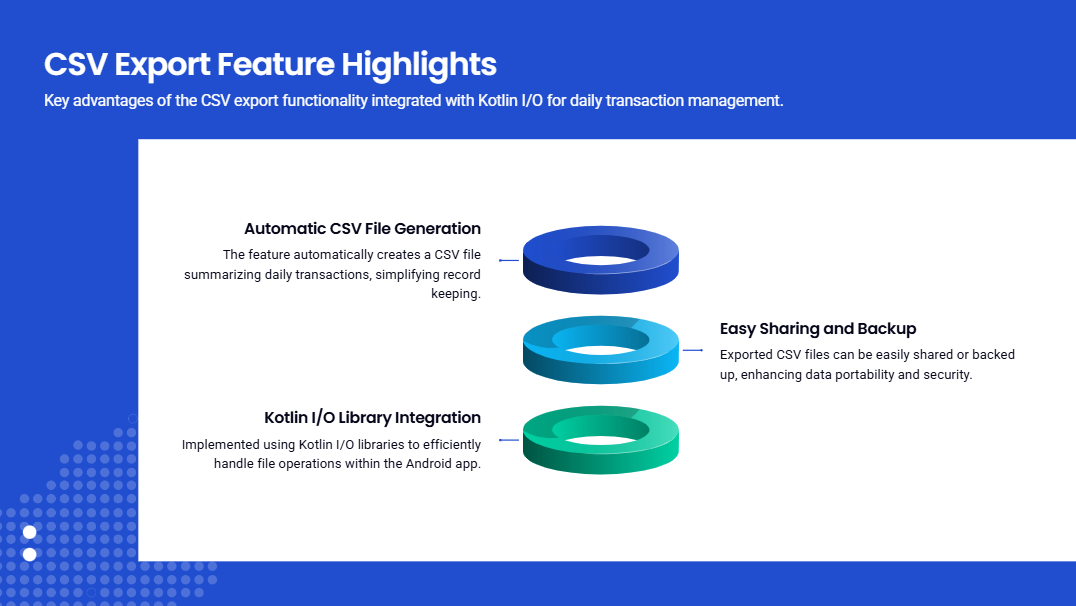 CSV Export Feature Highlights
Key advantages of the CSV export functionality integrated with Kotlin I/O for daily transaction management.
Automatic CSV File Generation
The feature automatically creates a CSV file
summarizing daily transactions, simplifying record
keeping.
Easy Sharing and Backup
Exported CSV files can be easily shared or backed
up, enhancing data portability and security.
Kotlin I/O Library Integration
Implemented using Kotlin I/O libraries to efficiently
handle file operations within the Android app.